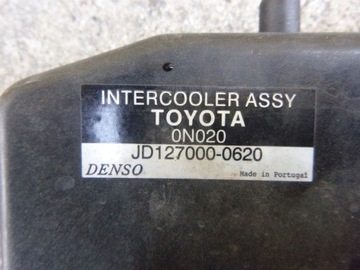 INTERCOOLER ASSY
TOYOTA
0N020
JD127000-0620
DENSO Made in Portugal